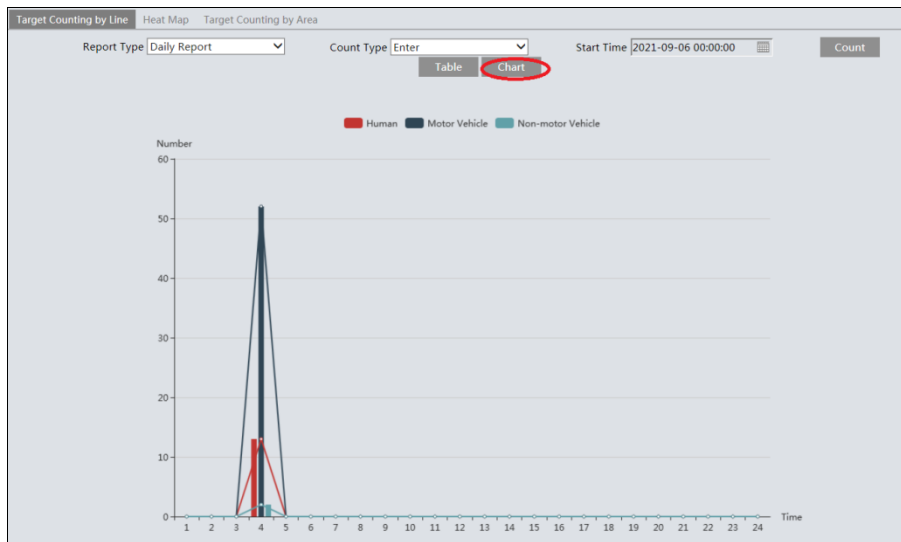 Target Counting by Line Heat Map Target Counting by Area
Report Type Daily Report Count Type Enter Start Time 2021-09-06 00:00:00 Count
Table Chart
Human Motor Vehicle Non-motor Vehicle
Number
60
50
40
30
20
10
0
1 2 3 4 5 6 7 8 9 10 11 12 13 14 15 16 17 18 19 20 21 22 23 24 Time